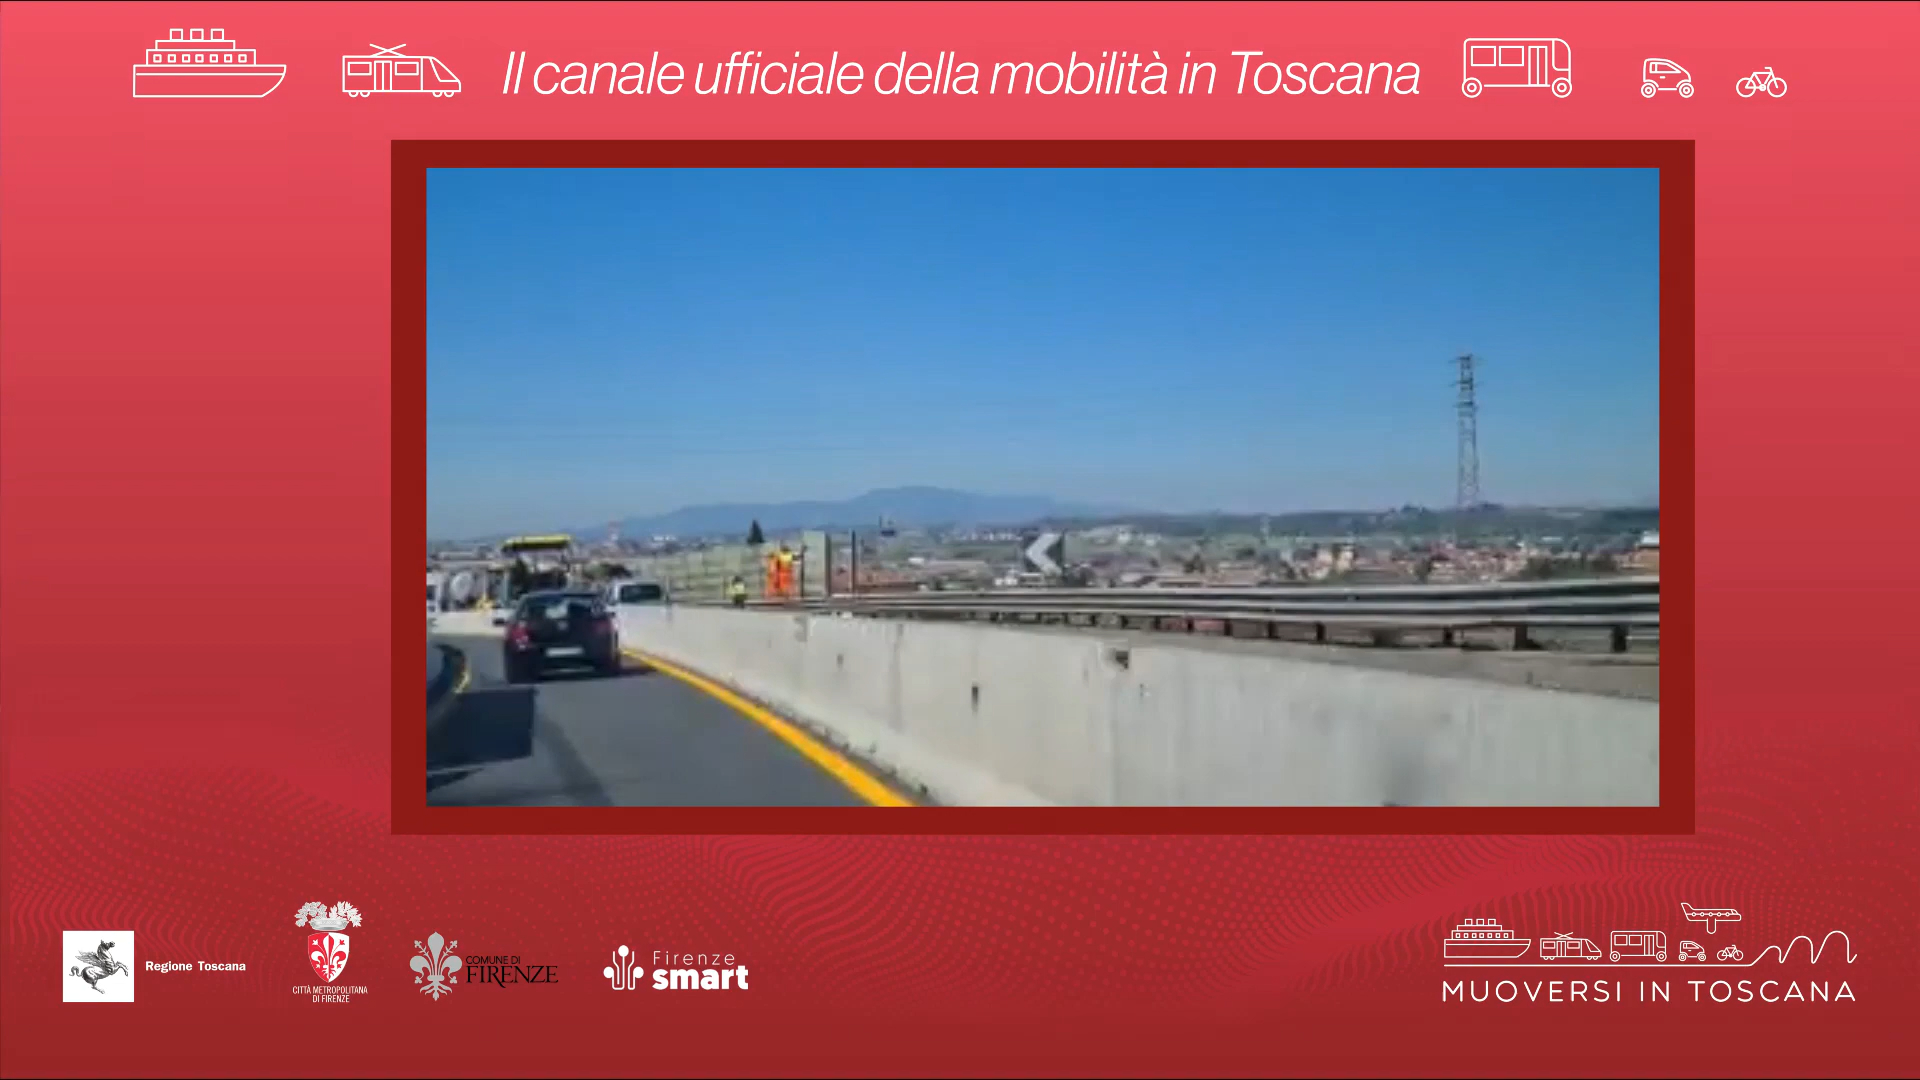 Il canale ufficiale della mobilità in Toscana
Regione Toscana
CITTÀ METROPOLITANA
DI FIRENZE
COMUNE DI
FIRENZE
Firenze
smart
MUOVERSI IN TOSCANA